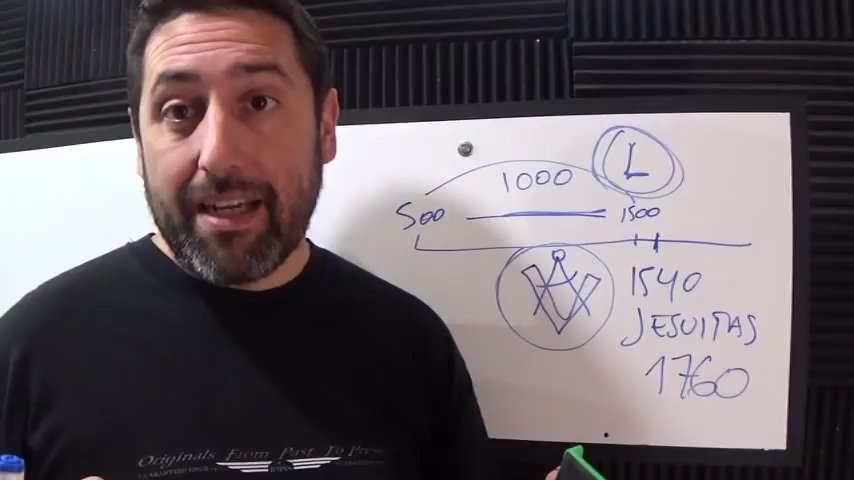 L
1000
500 1500
1540
JESUITAS
1760
Originals From Past To Pres